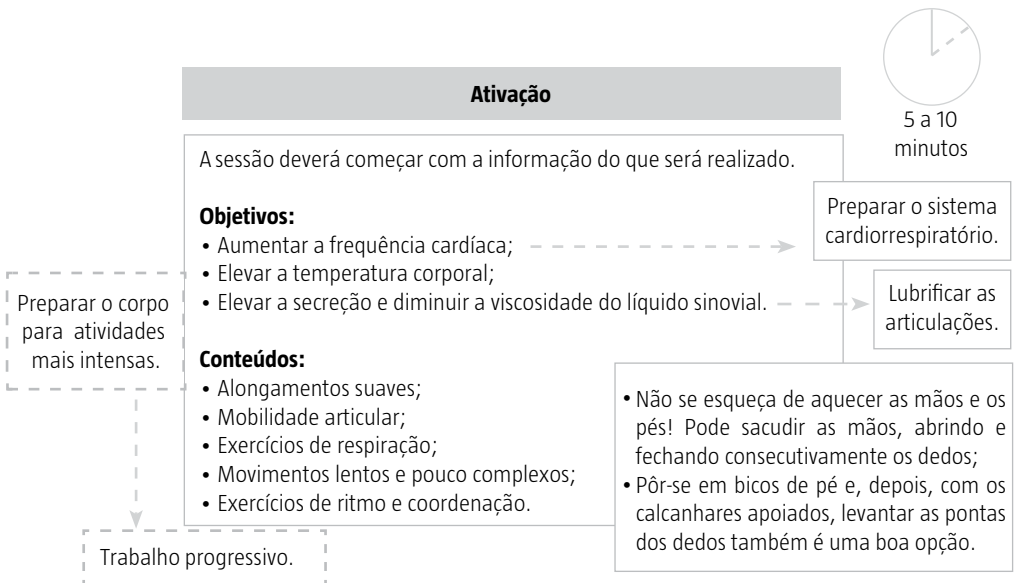 Ativação
5 a 10
minutos
A sessão deverá começar com a informação do que será realizado.
Objetivos:
• Aumentar a frequência cardíaca;
• Elevar a temperatura corporal;
• Elevar a secreção e diminuir a viscosidade do líquido sinovial.
Preparar o sistema
cardiorrespiratório.
Lubrificar as
articulações.
Preparar o corpo
para atividades
mais intensas.
Conteúdos:
• Alongamentos suaves;
• Mobilidade articular;
• Exercícios de respiração;
• Movimentos lentos e pouco complexos;
• Exercícios de ritmo e coordenação.
• Não se esqueça de aquecer as mãos e os
pés! Pode sacudir as mãos, abrindo e
fechando consecutivamente os dedos;
• Pôr-se em bicos de pé e, depois, com os
calcanhares apoiados, levantar as pontas
dos dedos também é uma boa opção.
Trabalho progressivo.